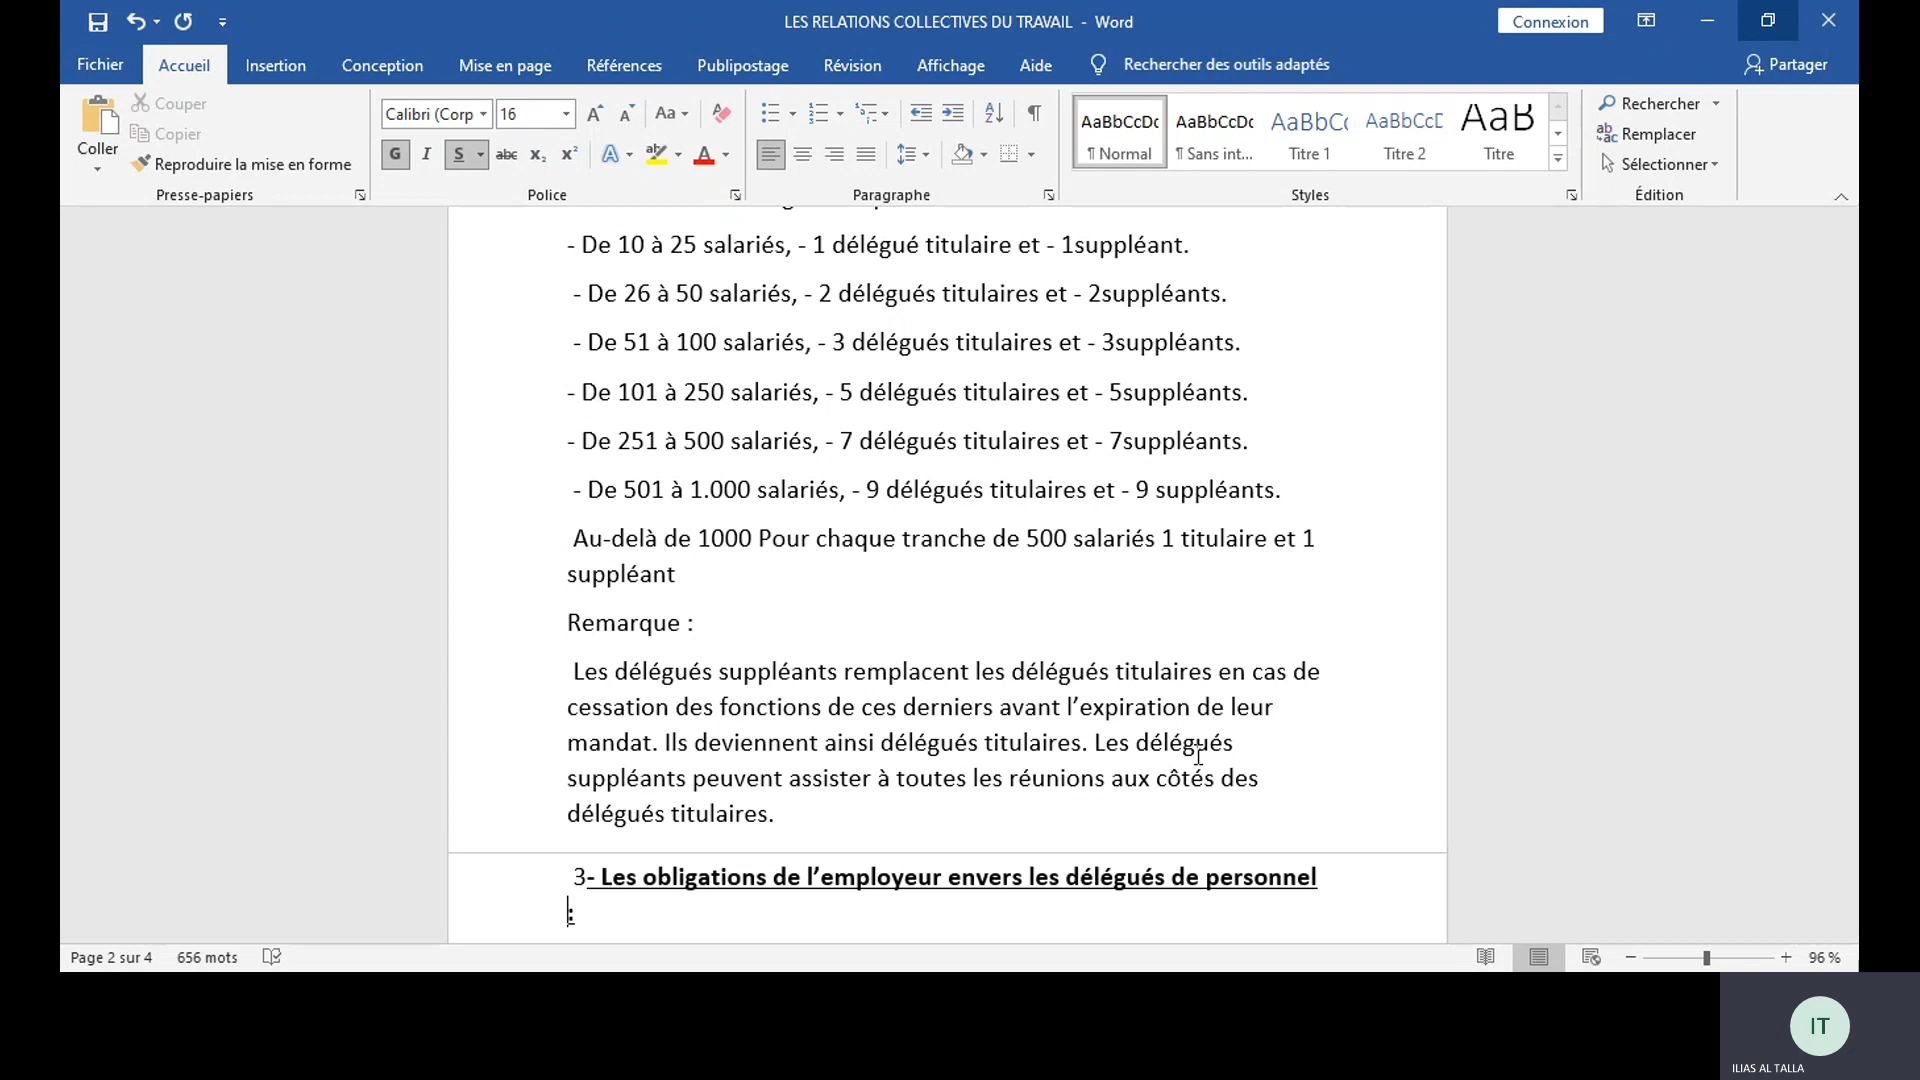 LES RELATIONS COLLECTIVES DU TRAVAIL - Word
Connexion
Fichier
Accueil
Insertion
Conception
Mise en page
Références
Publipostage
Révision
Affichage
Aide
Rechercher des outils adaptés
Partager
Coller
Couper
Copier
Reproduire la mise en forme
Presse-papiers
Calibri (Corp
16
Aa
G I S abc x₂ x² A A
Police
Paragraphe
AaBbCcDc AaBbCcDc AaBbCc AaBbCcD AaB
¶ Normal ¶ Sans int... Titre 1 Titre 2 Titre
Styles
Rechercher
Remplacer
Sélectionner
Édition
- De 10 à 25 salariés, - 1 délégué titulaire et - 1suppléant.
- De 26 à 50 salariés, - 2 délégués titulaires et - 2suppléants.
- De 51 à 100 salariés, - 3 délégués titulaires et - 3suppléants.
- De 101 à 250 salariés, - 5 délégués titulaires et - 5suppléants.
- De 251 à 500 salariés, - 7 délégués titulaires et - 7suppléants.
- De 501 à 1.000 salariés, - 9 délégués titulaires et - 9 suppléants.
Au-delà de 1000 Pour chaque tranche de 500 salariés 1 titulaire et 1
suppléant
Remarque :
Les délégués suppléants remplacent les délégués titulaires en cas de
cessation des fonctions de ces derniers avant l’expiration de leur
mandat. Ils deviennent ainsi délégués titulaires. Les délégués
suppléants peuvent assister à toutes les réunions aux côtés des
délégués titulaires.
3- Les obligations de l’employeur envers les délégués de personnel
:
Page 2 sur 4
656 mots
96 %
IT
ILIAS AL TALLA